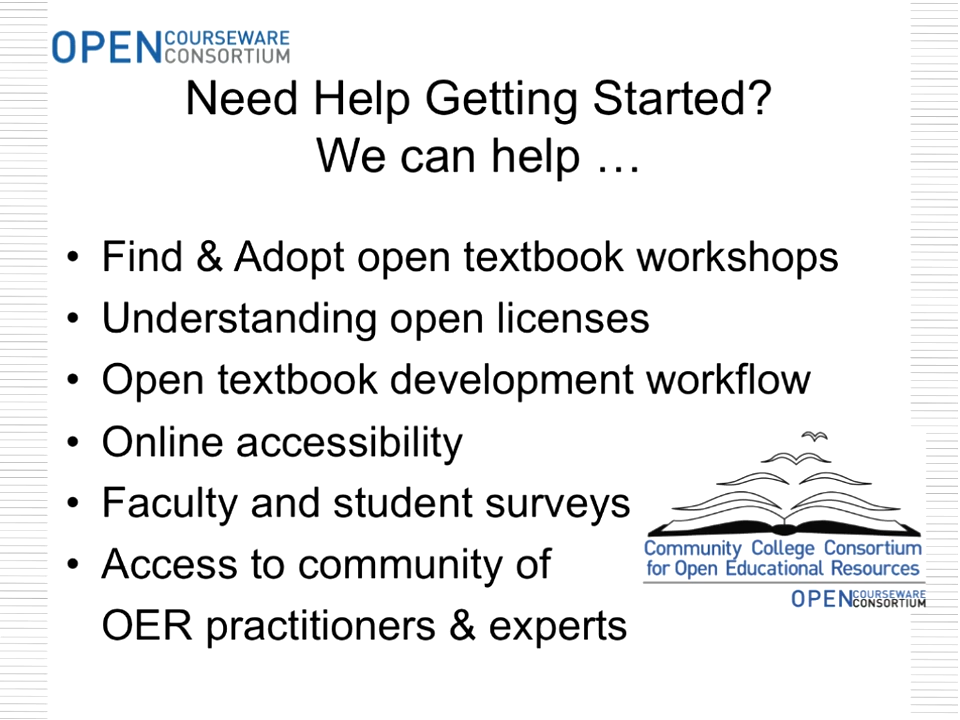 OPEN COURSEWARE CONSORTIUM
Need Help Getting Started?
We can help …
• Find & Adopt open textbook workshops
• Understanding open licenses
• Open textbook development workflow
• Online accessibility
• Faculty and student surveys
• Access to community of
OER practitioners & experts
Community College Consortium
for Open Educational Resources
OPEN COURSEWARE CONSORTIUM